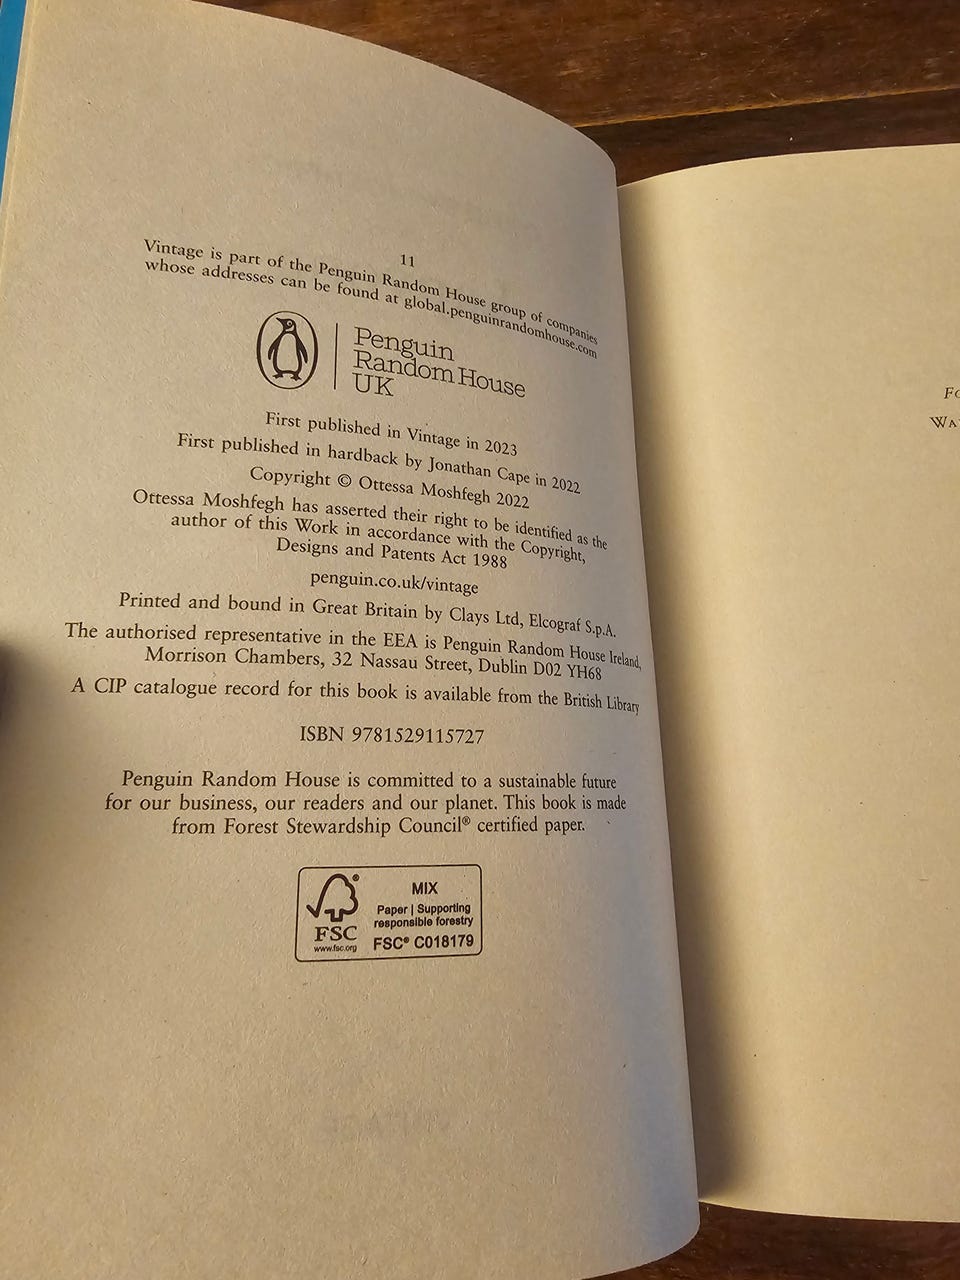 11
Vintage is part of the Penguin Random House group of companies
whose addresses can be found at global.penguinrandomhouse.com
Penguin
Random House
UK
First published in Vintage in 2023
First published in hardback by Jonathan Cape in 2022
Copyright © Ottessa Moshfegh 2022
Ottessa Moshfegh has asserted their right to be identified as the
author of this Work in accordance with the Copyright,
Designs and Patents Act 1988
penguin.co.uk/vintage
Printed and bound in Great Britain by Clays Ltd, Elcograf S.p.A.
The authorised representative in the EEA is Penguin Random House Ireland,
Morrison Chambers, 32 Nassau Street, Dublin D02 YH68
A CIP catalogue record for this book is available from the British Library
ISBN 9781529115727
Penguin Random House is committed to a sustainable future
for our business, our readers and our planet. This book is made
from Forest Stewardship Council® certified paper.
FSC
www.fsc.org
MIX
Paper | Supporting
responsible forestry
FSC® C018179